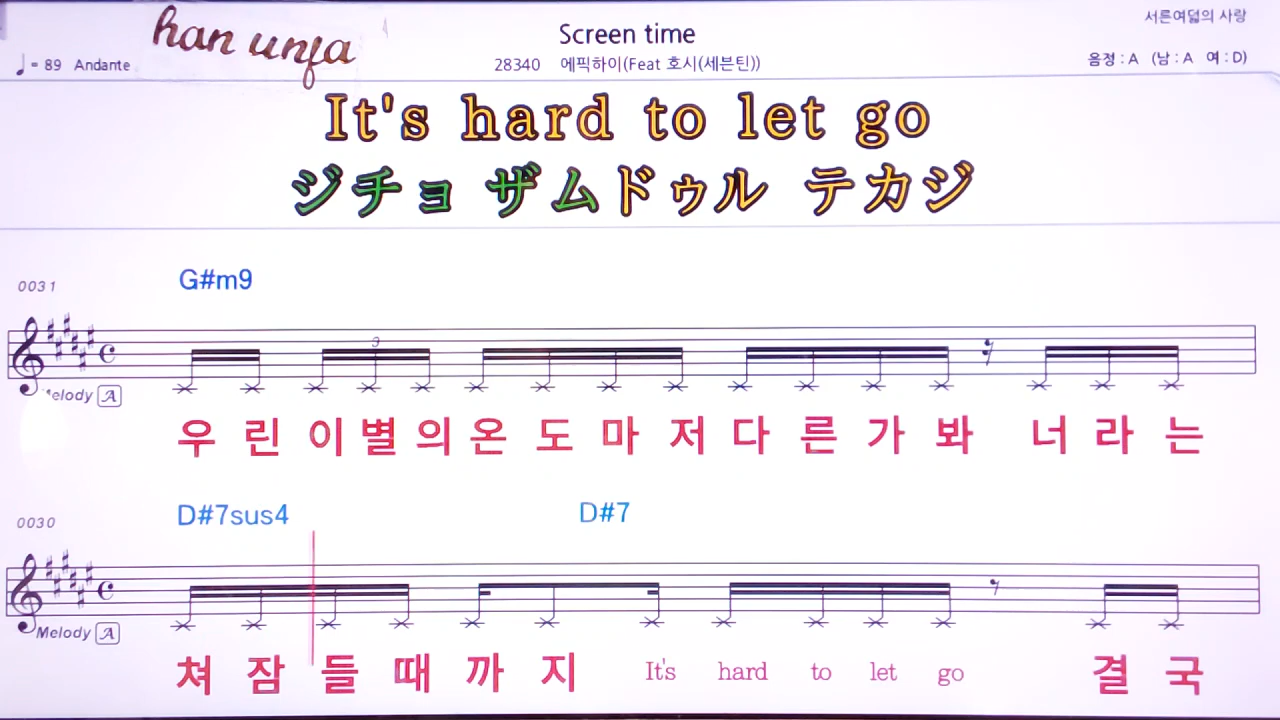 han unfa
Screen time
서른여덟의 사랑
♩= 89 Andante
28340 에픽하이(Feat 호시(세븐틴))
음정 : A (남 : A 여 : D)
It's hard to let go
ジチョ ザムドゥル テカジ
0031
G#m9
3
Melody A
우 린 이 별 의 온 도 마 저 다 른 가 봐 너 라 는
0030
D#7sus4 D#7
Melody A
쳐 잠 들 때 까 지 It's hard to let go 결 국